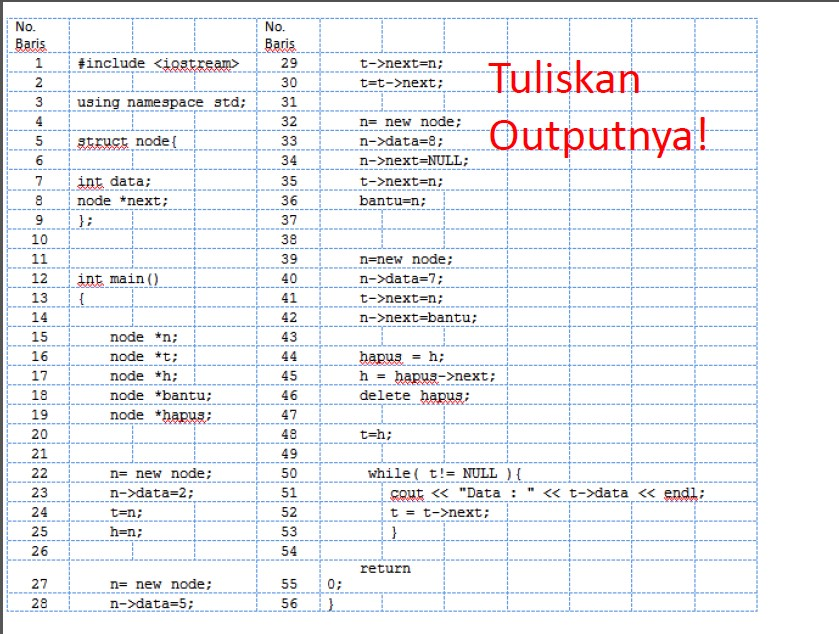 No.
Baris
1 #include <iostream>
2
3 using namespace std;
4
5 struct node{
6
7 int data;
8 node *next;
9 };
10
11
12 int main()
13 {
14
15 node *n;
16 node *t;
17 node *h;
18 node *bantu;
19 node *hapus;
20
21
22 n= new node;
23 n->data=2;
24 t=n;
25 h=n;
26
27 n= new node;
28 n->data=5;
No.
Baris
29 t->next=n;
30 t=t->next;
31
32 n= new node;
33 n->data=8;
34 n->next=NULL;
35 t->next=n;
36 bantu=n;
37
38
39 n=new node;
40 n->data=7;
41 t->next=n;
42 n->next=bantu;
43
44 hapus = h;
45 h = hapus->next;
46 delete hapus;
47
48 t=h;
49
50 while( t!= NULL ){
51 cout << "Data : " << t->data << endl;
52 t = t->next;
53 }
54
return
55 0;
56 }
Tuliskan
Outputnya!